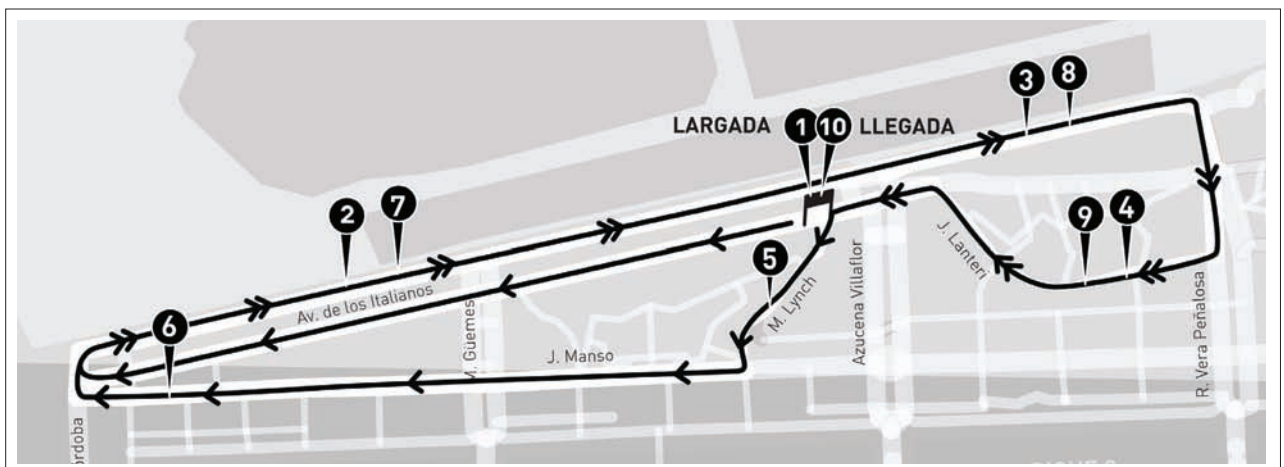 3
8
LARGADA
1
10
LLEGADA
2
7
9
4
5
6
Av. de los Italianos
M. Güemes
J. Manso
M. Lynch
Azucena Villaflor
J. Lanteri
R. Vera Peñalosa